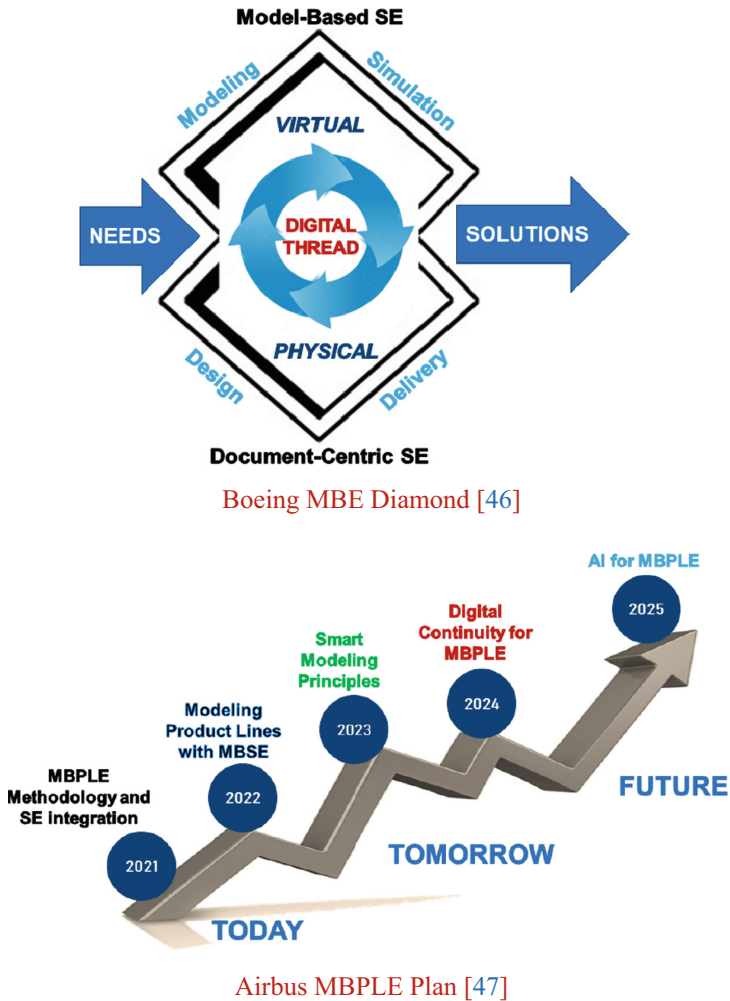 Model-Based SE
Modeling
Simulation
VIRTUAL
NEEDS
DIGITAL
THREAD
SOLUTIONS
PHYSICAL
Design
Delivery
Document-Centric SE
Boeing MBE Diamond [46]
AI for MBPLE
2025
Digital
Continuity for
MBPLE
2024
Smart
Modeling
Principles
2023
Modeling
Product Lines
with MBSE
2022
MBPLE
Methodology and
SE integration
2021
FUTURE
TOMORROW
TODAY
Airbus MBPLE Plan [47]